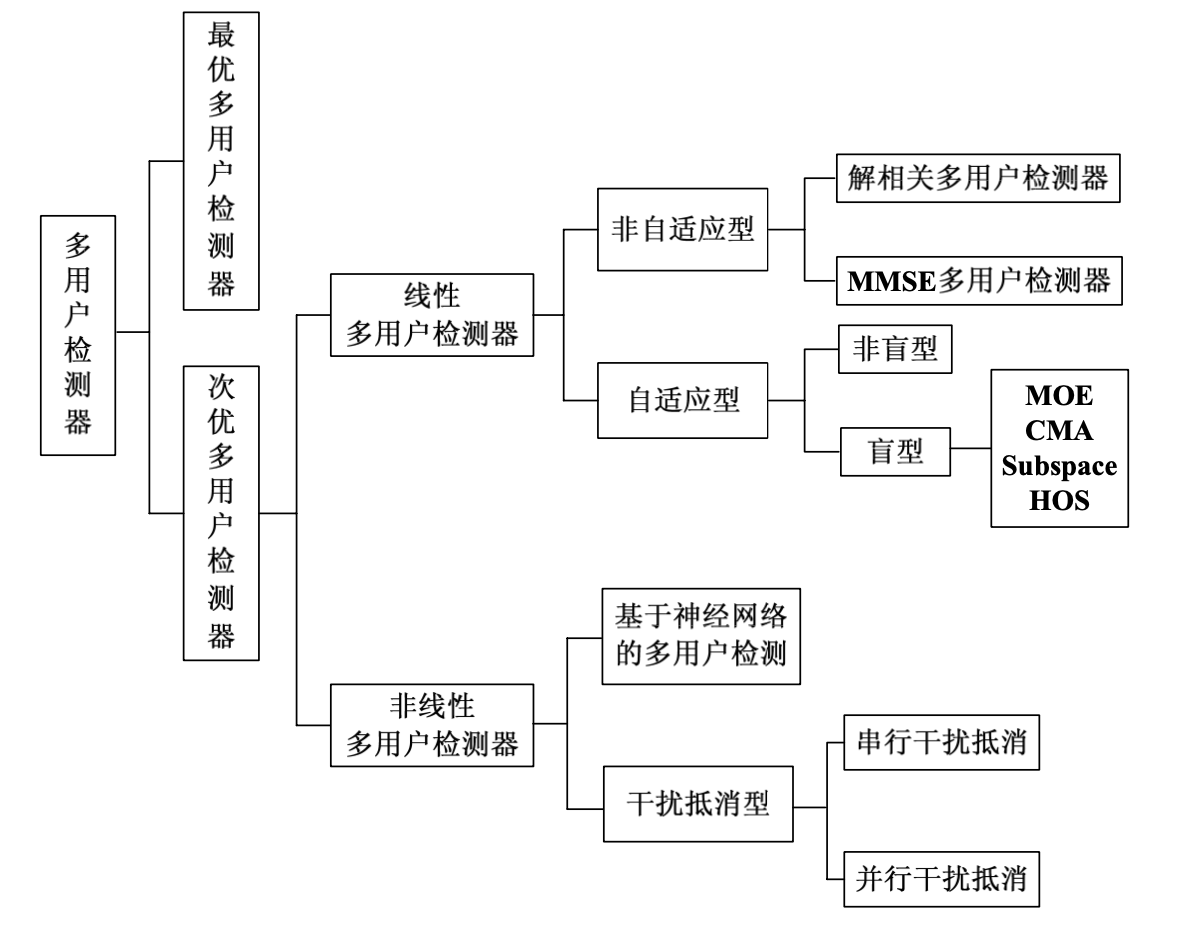 多用户检测器
最优多用户检测器
次优多用户检测器
线性
多用户检测器
非自适应型
解相关多用户检测器
MMSE多用户检测器
自适应型
非盲型
盲型
MOE
CMA
Subspace
HOS
非线性
多用户检测器
基于神经网络
的多用户检测
干扰抵消型
串行干扰抵消
并行干扰抵消